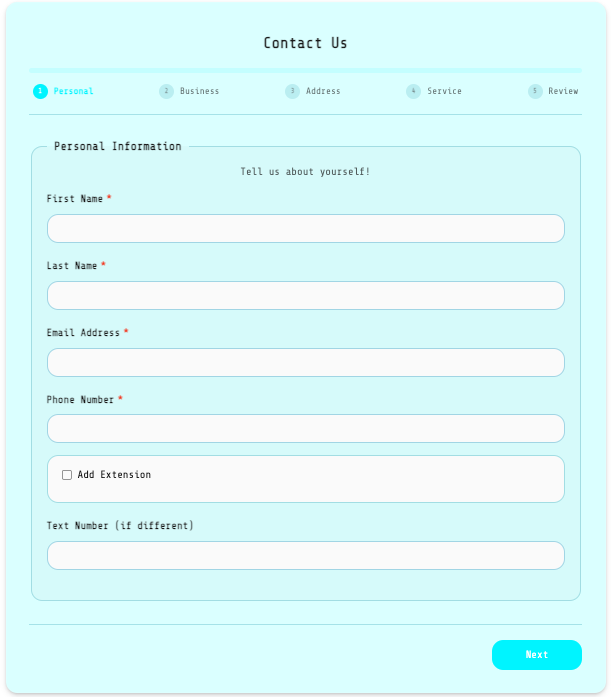 Contact Us
1 Personal 2 Business 3 Address 4 Service 5 Review
Personal Information
Tell us about yourself!
First Name *
Last Name *
Email Address *
Phone Number *
Add Extension
Text Number (if different)
Next